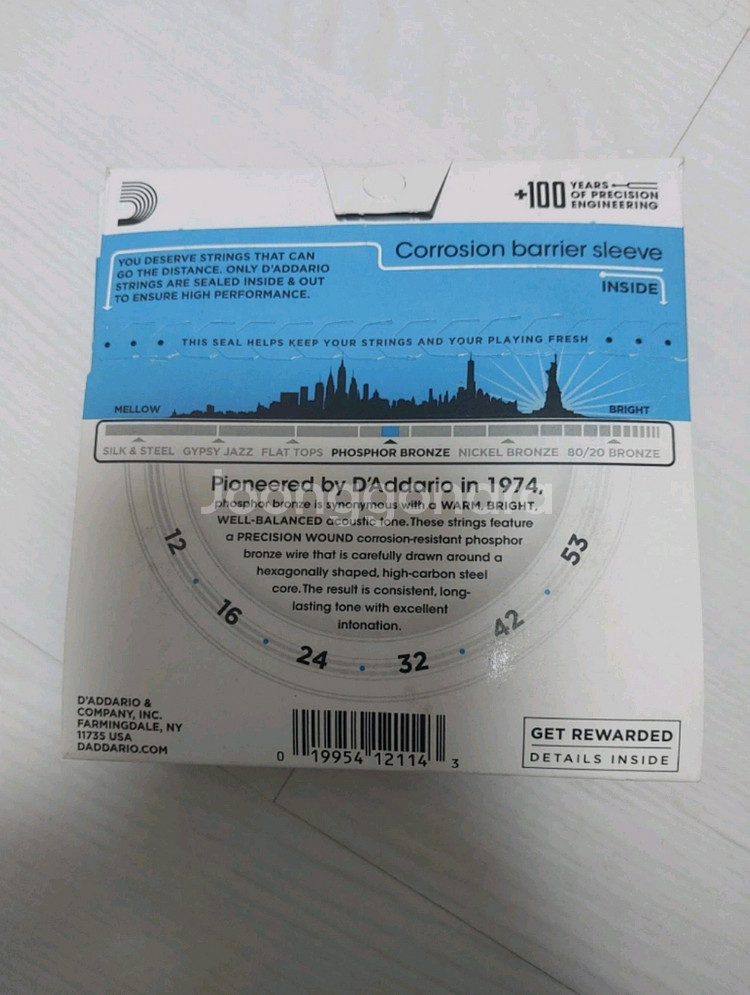 +100 YEARS
OF PRECISION
ENGINEERING
YOU DESERVE STRINGS THAT CAN
GO THE DISTANCE. ONLY D'ADDARIO
STRINGS ARE SEALED INSIDE & OUT
TO ENSURE HIGH PERFORMANCE.
Corrosion barrier sleeve
INSIDE
• • • THIS SEAL HELPS KEEP YOUR STRINGS AND YOUR PLAYING FRESH • • •
MELLOW BRIGHT
SILK & STEEL GYPSY JAZZ FLAT TOPS PHOSPHOR BRONZE NICKEL BRONZE 80/20 BRONZE
Pioneered by D'Addario in 1974,
phosphor bronze is synonymous with a WARM, BRIGHT,
WELL-BALANCED acoustic tone. These strings feature
a PRECISION WOUND corrosion-resistant phosphor
bronze wire that is carefully drawn around a
hexagonally shaped, high-carbon steel
core. The result is consistent, long-
lasting tone with excellent
intonation.
Joonggonara
12 • 16 • 24 • 32 • 42 • 53
D'ADDARIO &
COMPANY, INC.
FARMINGDALE, NY
11735 USA
DADDARIO.COM
0 19954 12114 3
GET REWARDED
DETAILS INSIDE